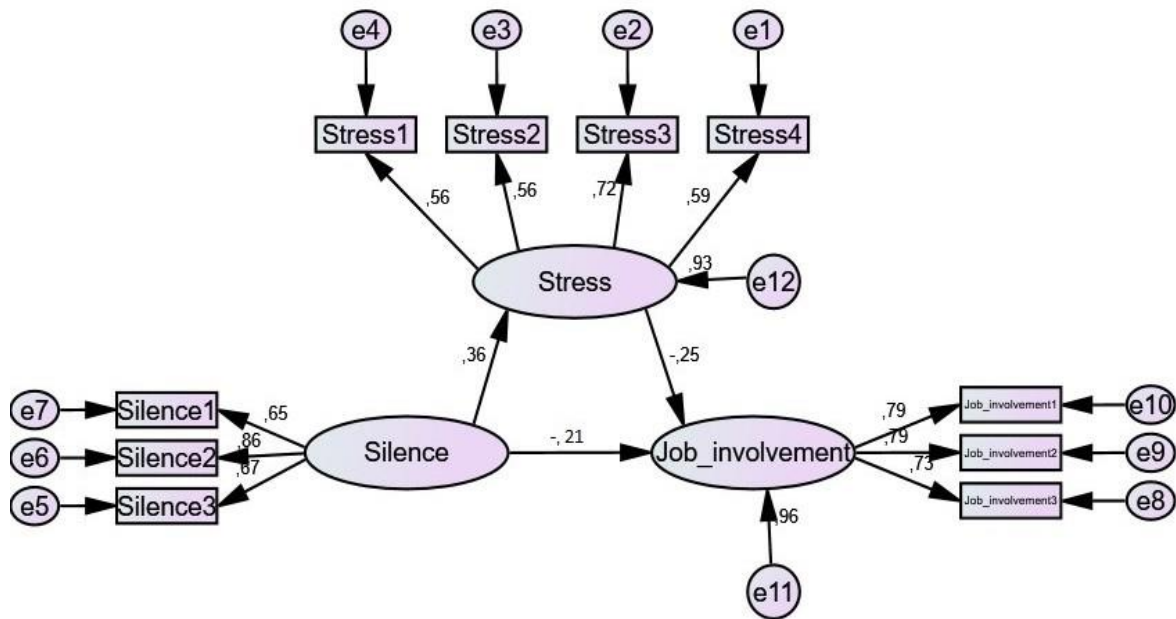 e4
e3
e2
e1
Stress1
Stress2
Stress3
Stress4
,56
,56
,72
,59
Stress
,93
e12
,36
-,25
e7
Silence1
,65
e6
Silence2
,86
e5
Silence3
,67
Silence
-, 21
Job_involvement
,79
Job_involvement1
e10
,79
Job_involvement2
e9
,73
Job_involvement3
e8
,96
e11